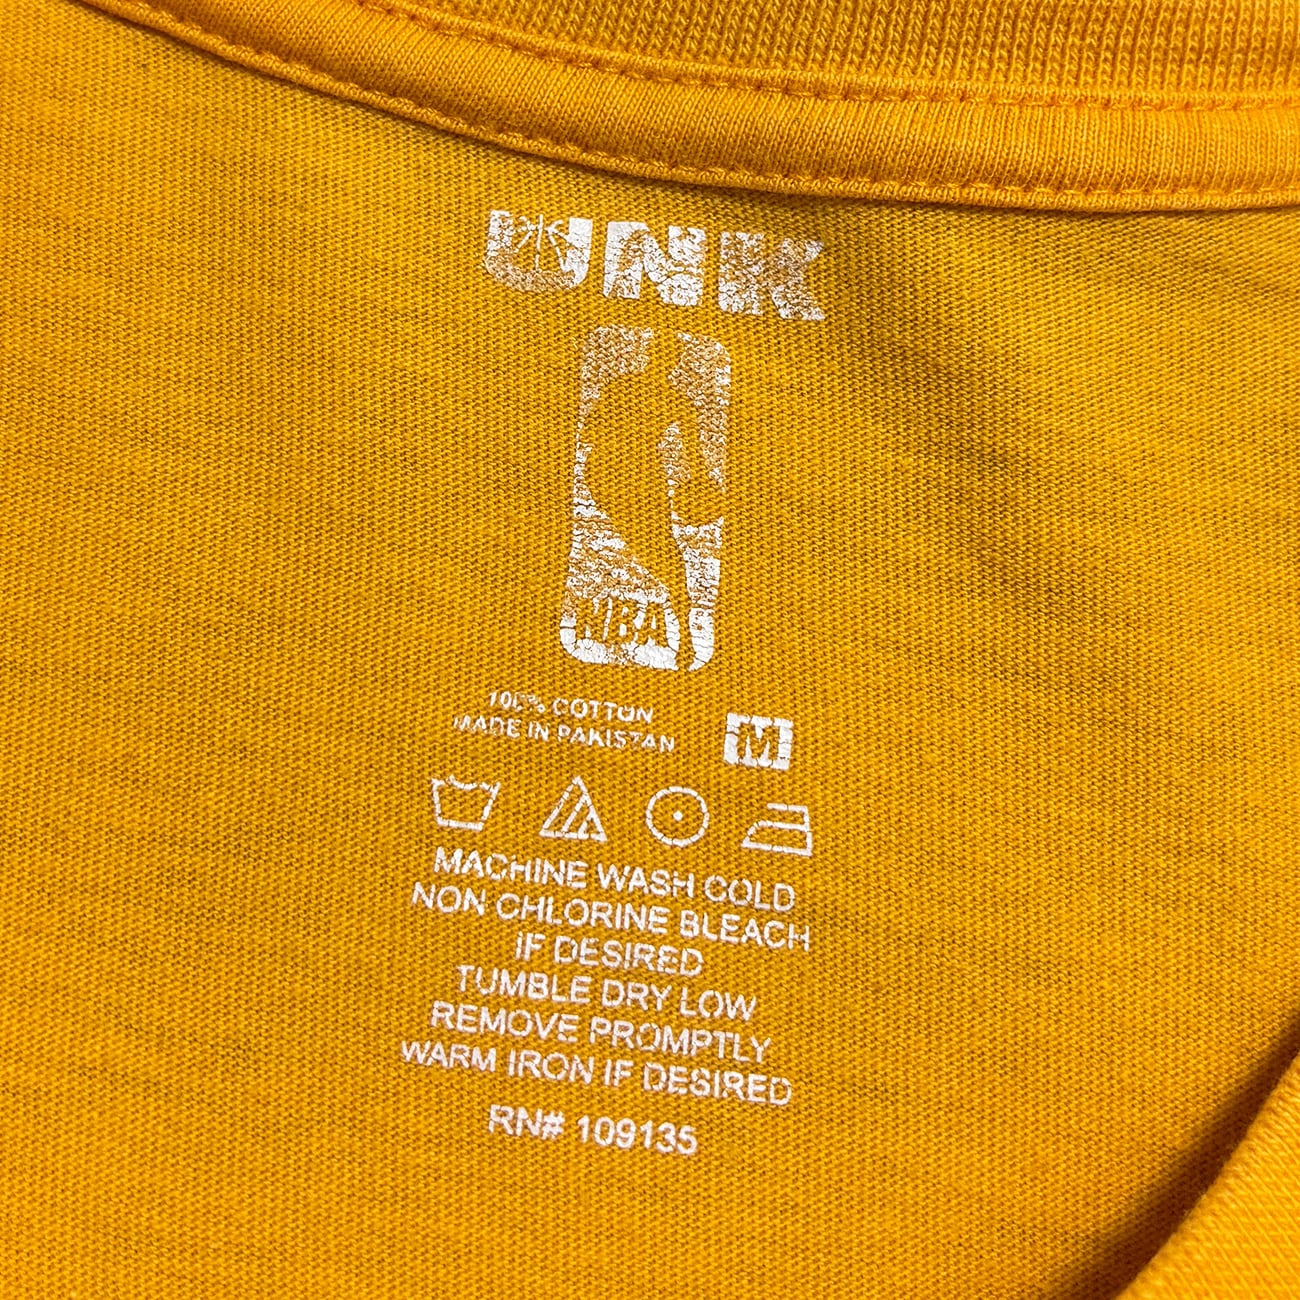 UNK
NBA
100% COTTON
MADE IN PAKISTAN
M
MACHINE WASH COLD
NON CHLORINE BLEACH
IF DESIRED
TUMBLE DRY LOW
REMOVE PROMPTLY
WARM IRON IF DESIRED
RN# 109135